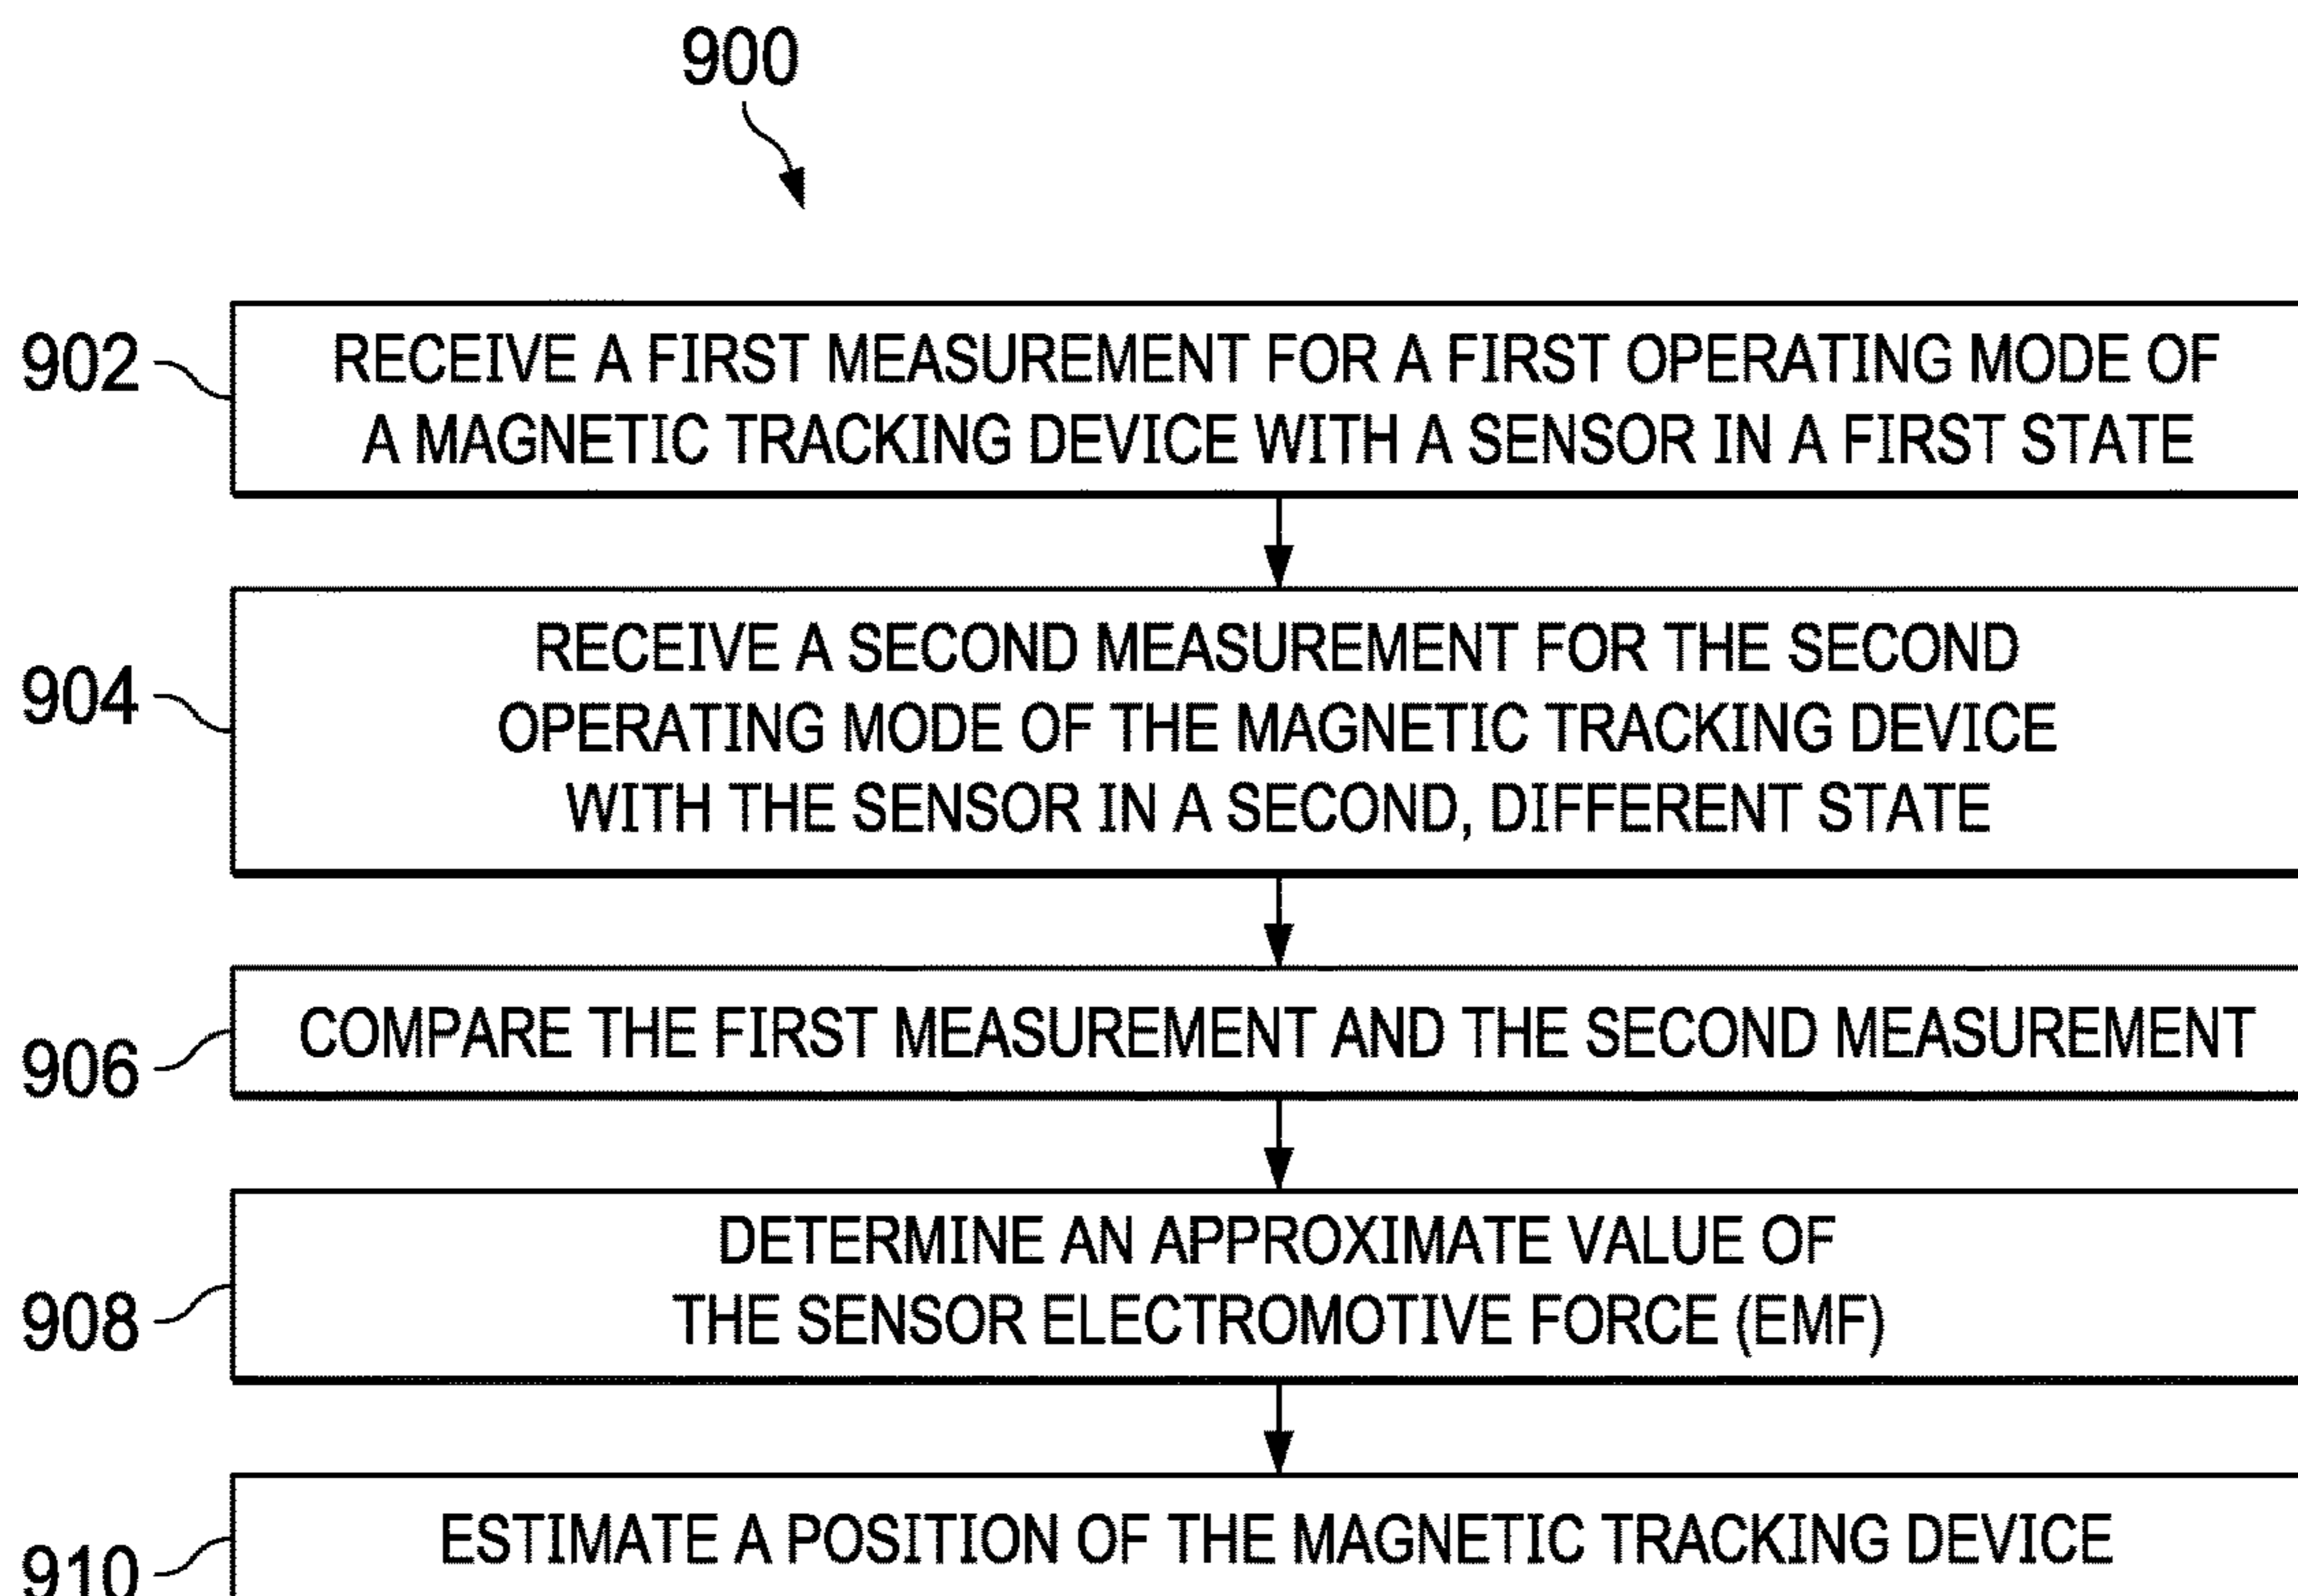 900
902
RECEIVE A FIRST MEASUREMENT FOR A FIRST OPERATING MODE OF
A MAGNETIC TRACKING DEVICE WITH A SENSOR IN A FIRST STATE
904
RECEIVE A SECOND MEASUREMENT FOR THE SECOND
OPERATING MODE OF THE MAGNETIC TRACKING DEVICE
WITH THE SENSOR IN A SECOND, DIFFERENT STATE
906
COMPARE THE FIRST MEASUREMENT AND THE SECOND MEASUREMENT
908
DETERMINE AN APPROXIMATE VALUE OF
THE SENSOR ELECTROMOTIVE FORCE (EMF)
910
ESTIMATE A POSITION OF THE MAGNETIC TRACKING DEVICE